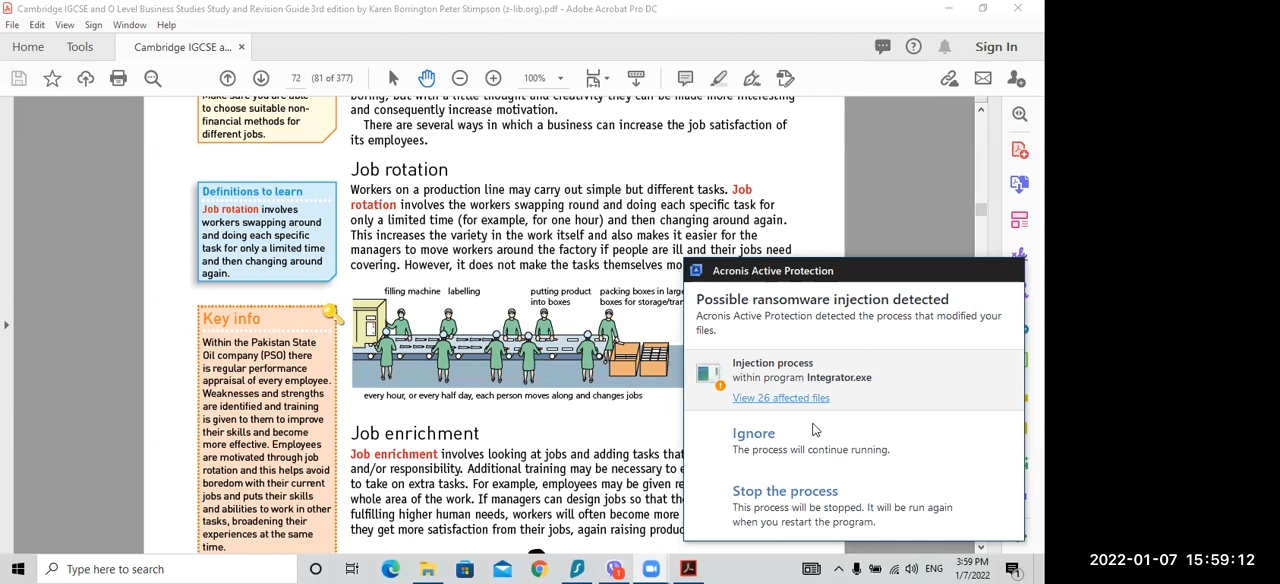 Cambridge IGCSE and O Level Business Studies Study and Revision Guide 3rd edition by Karen Borrington Peter Stimpson (z-lib.org).pdf - Adobe Acrobat Pro DC
File Edit View Sign Window Help
Home Tools Cambridge IGCSE a... × Sign In
72 (81 of 377) 100%
Make sure you are able
to choose suitable non-
financial methods for
different jobs.
boring, but with a little thought and creativity they can be made more interesting
and consequently increase motivation.
There are several ways in which a business can increase the job satisfaction of
its employees.
Job rotation
Workers on a production line may carry out simple but different tasks. Job
rotation involves the workers swapping round and doing each specific task for
only a limited time (for example, for one hour) and then changing around again.
This increases the variety in the work itself and also makes it easier for the
managers to move workers around the factory if people are ill and their jobs need
covering. However, it does not make the tasks themselves mo
Definitions to learn
Job rotation involves
workers swapping around
and doing each specific
task for only a limited time
and then changing around
again.
filling machine labelling putting product packing boxes in large
into boxes boxes for storage/tran
every hour, or every half day, each person moves along and changes jobs
Key info
Within the Pakistan State
Oil company (PSO) there
is regular performance
appraisal of every employee.
Weaknesses and strengths
are identified and training
is given to them to improve
their skills and become
more effective. Employees
are motivated through job
rotation and this helps avoid
boredom with their current
jobs and puts their skills
and abilities to work in other
tasks, broadening their
experiences at the same
time.
Job enrichment
Job enrichment involves looking at jobs and adding tasks that
and/or responsibility. Additional training may be necessary to e
to take on extra tasks. For example, employees may be given re
whole area of the work. If managers can design jobs so that the
fulfilling higher human needs, workers will often become more
they get more satisfaction from their jobs, again raising produc
Acronis Active Protection
Possible ransomware injection detected
Acronis Active Protection detected the process that modified your
files.
Injection process
within program Integrator.exe
View 26 affected files
Ignore
The process will continue running.
Stop the process
This process will be stopped. It will be run again
when you restart the program.
Type here to search
ENG
3:59 PM
1/7/2022
2022-01-07 15:59:12